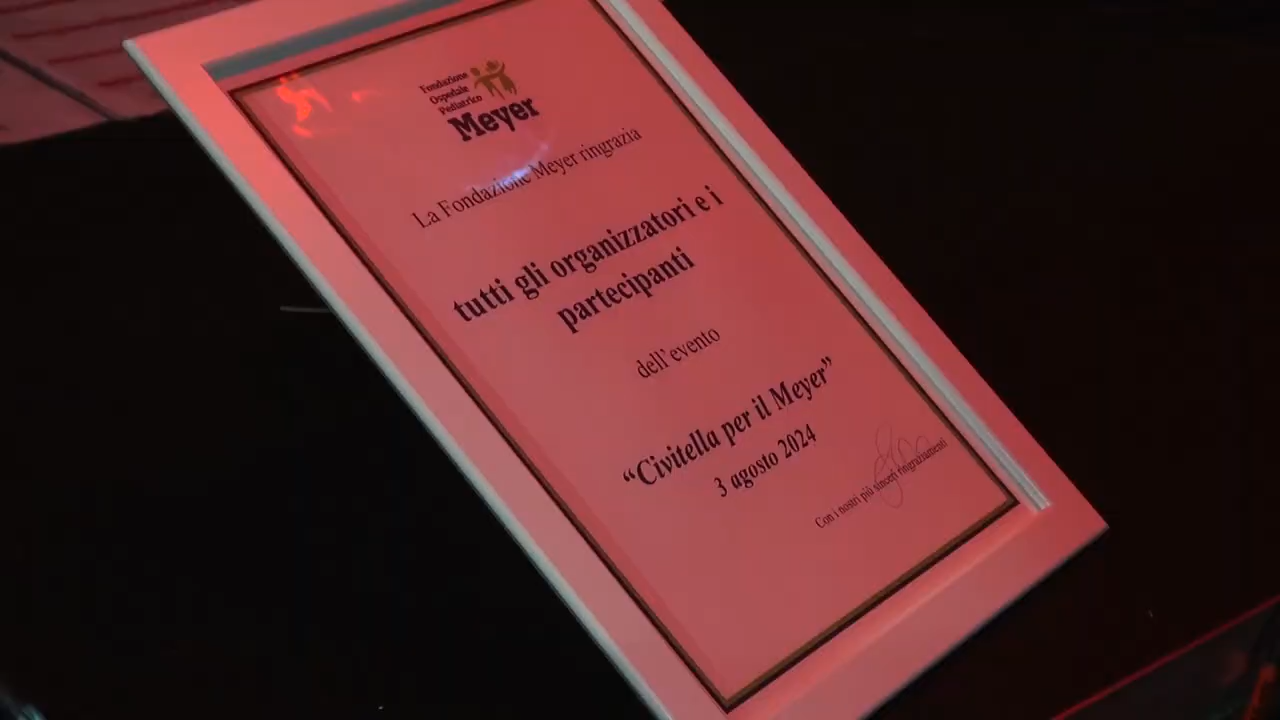 Fondazione
Ospedale
Pediatrico
Meyer
La Fondazione Meyer ringrazia
tutti gli organizzatori e i
partecipanti
dell'evento
“Civitella per il Meyer”
3 agosto 2024
Con i nostri più sinceri ringraziamenti